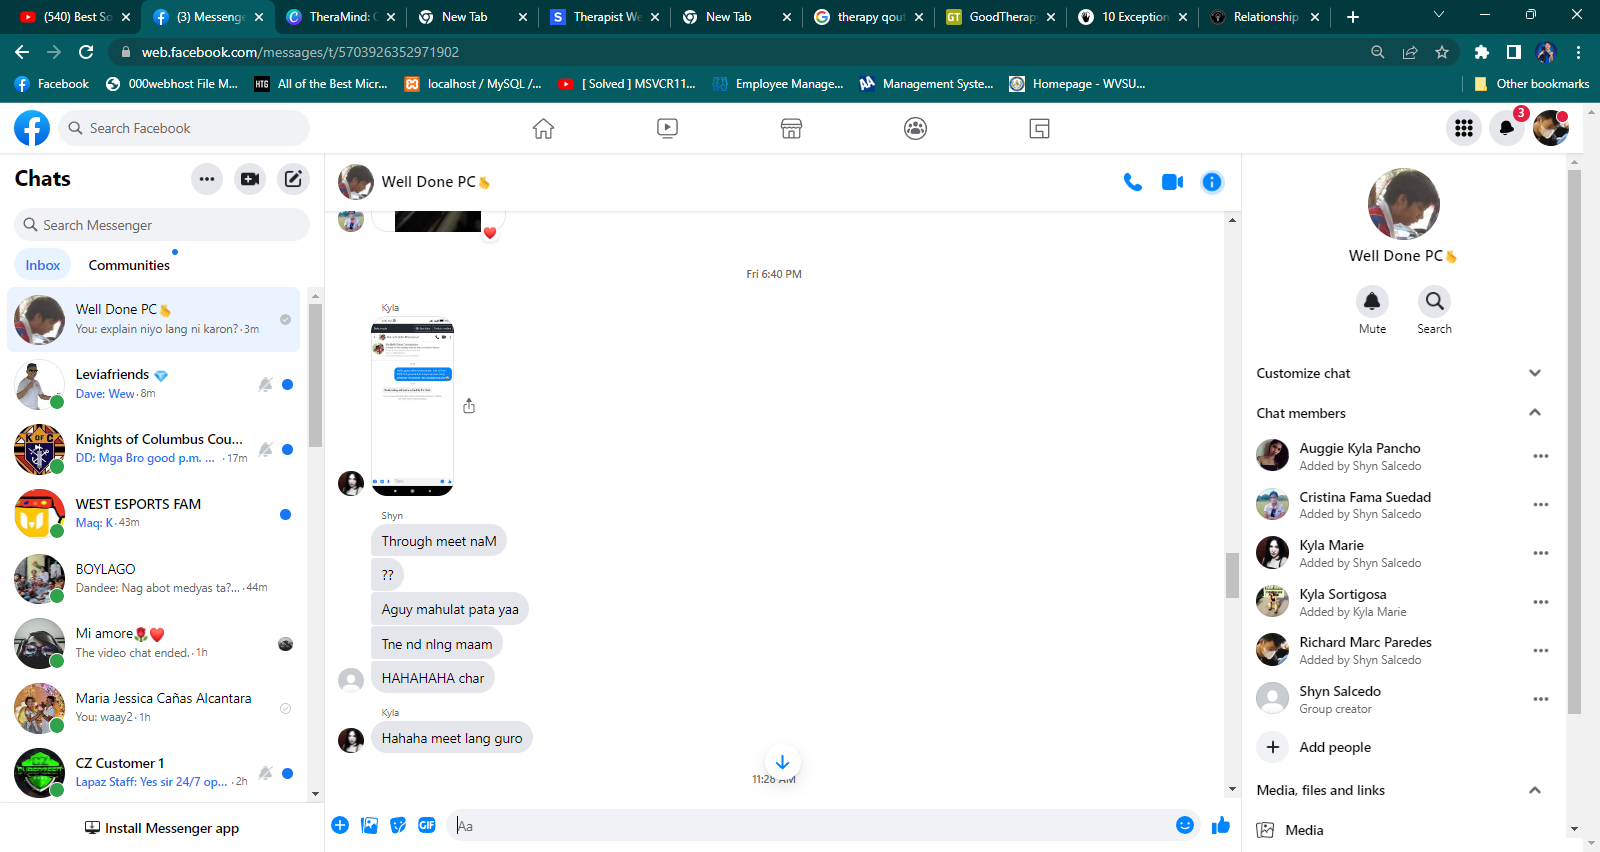 (540) Best So
(3) Messenge
TheraMind: C
New Tab
Therapist We
New Tab
therapy qout
GoodTherap
10 Exception
Relationship
web.facebook.com/messages/t/5703926352971902
Facebook
000webhost File M...
All of the Best Micr...
localhost / MySQL /...
[ Solved ] MSVCR11...
Employee Manage...
Management Syste...
Homepage - WVSU...
Other bookmarks
Search Facebook
3
Chats
Search Messenger
Inbox
Communities
Well Done PC🫰
You: explain niyo lang ni karon? · 3m
Leviafriends 💎
Dave: Wew · 8m
Knights of Columbus Cou...
DD: Mga Bro good p.m. ... · 17m
WEST ESPORTS FAM
Maq: K · 43m
BOYLAGO
Dandee: Nag abot medyas ta?... · 44m
Mi amore🌹❤️
The video chat ended. · 1h
Maria Jessica Cañas Alcantara
You: waay2 · 1h
CZ Customer 1
Lapaz Staff: Yes sir 24/7 op... · 2h
Install Messenger app
Well Done PC🫰
Fri 6:40 PM
Kyla
Shyn
Through meet naM
??
Aguy mahulat pata yaa
Tne nd nlng maam
HAHAHAHA char
Kyla
Hahaha meet lang guro
11:28 AM
GIF
Aa
Well Done PC🫰
Mute
Search
Customize chat
Chat members
Auggie Kyla Pancho
Added by Shyn Salcedo
Cristina Fama Suedad
Added by Shyn Salcedo
Kyla Marie
Added by Shyn Salcedo
Kyla Sortigosa
Added by Kyla Marie
Richard Marc Paredes
Added by Shyn Salcedo
Shyn Salcedo
Group creator
Add people
Media, files and links
Media